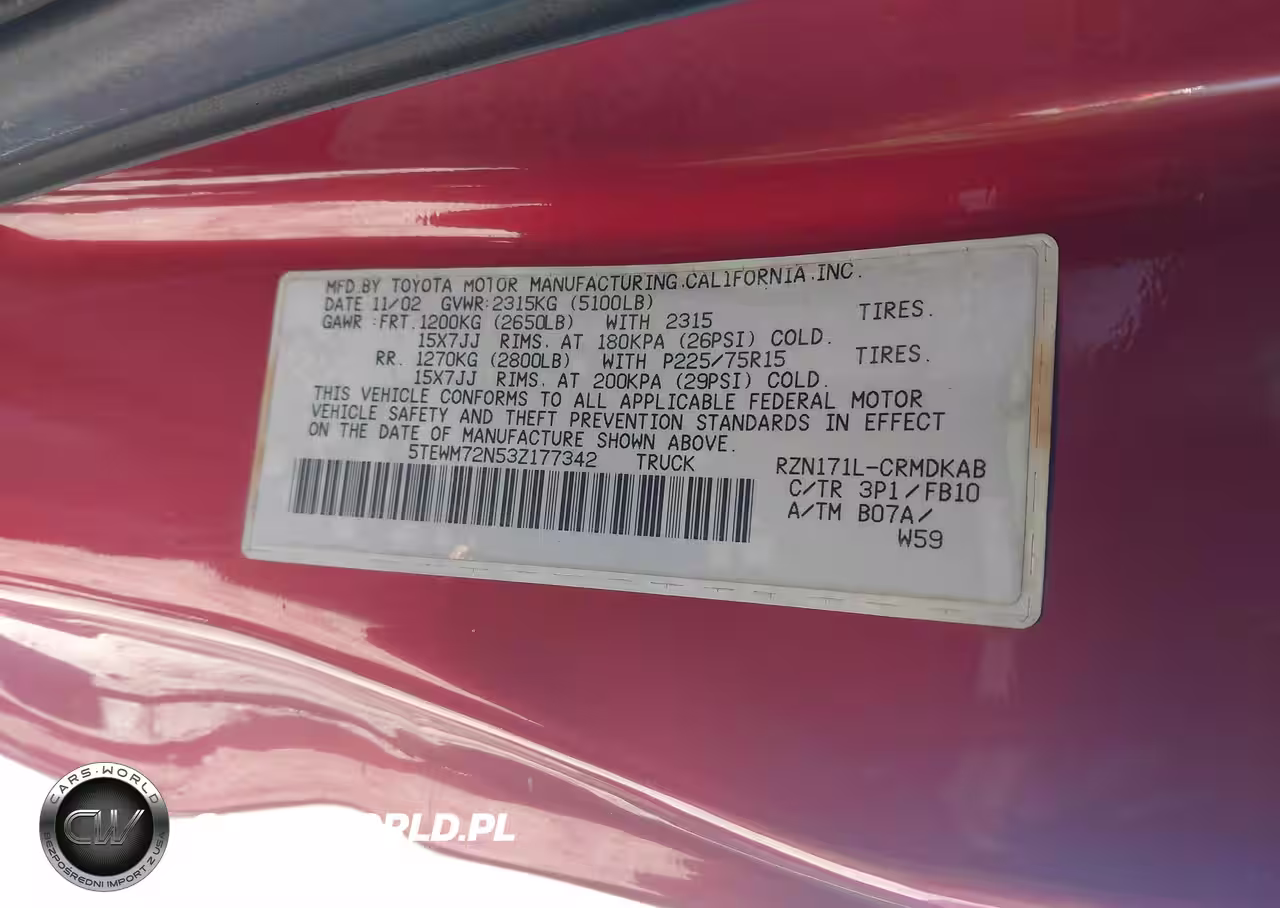 MFD.BY TOYOTA MOTOR MANUFACTURING.CALIFORNIA.INC.
DATE 11/02 GVWR:2315KG (5100LB)
GAWR :FRT.1200KG (2650LB) WITH 2315 TIRES.
15X7JJ RIMS. AT 180KPA (26PSI) COLD.
RR. 1270KG (2800LB) WITH P225/75R15 TIRES.
15X7JJ RIMS. AT 200KPA (29PSI) COLD.
THIS VEHICLE CONFORMS TO ALL APPLICABLE FEDERAL MOTOR
VEHICLE SAFETY AND THEFT PREVENTION STANDARDS IN EFFECT
ON THE DATE OF MANUFACTURE SHOWN ABOVE.
5TEWM72N53Z177342 TRUCK
RZN171L-CRMDKAB
C/TR 3P1/FB10
A/TM B07A/
W59
CARS-WORLD
CW
BEZPOŚREDNI IMPORT Z USA